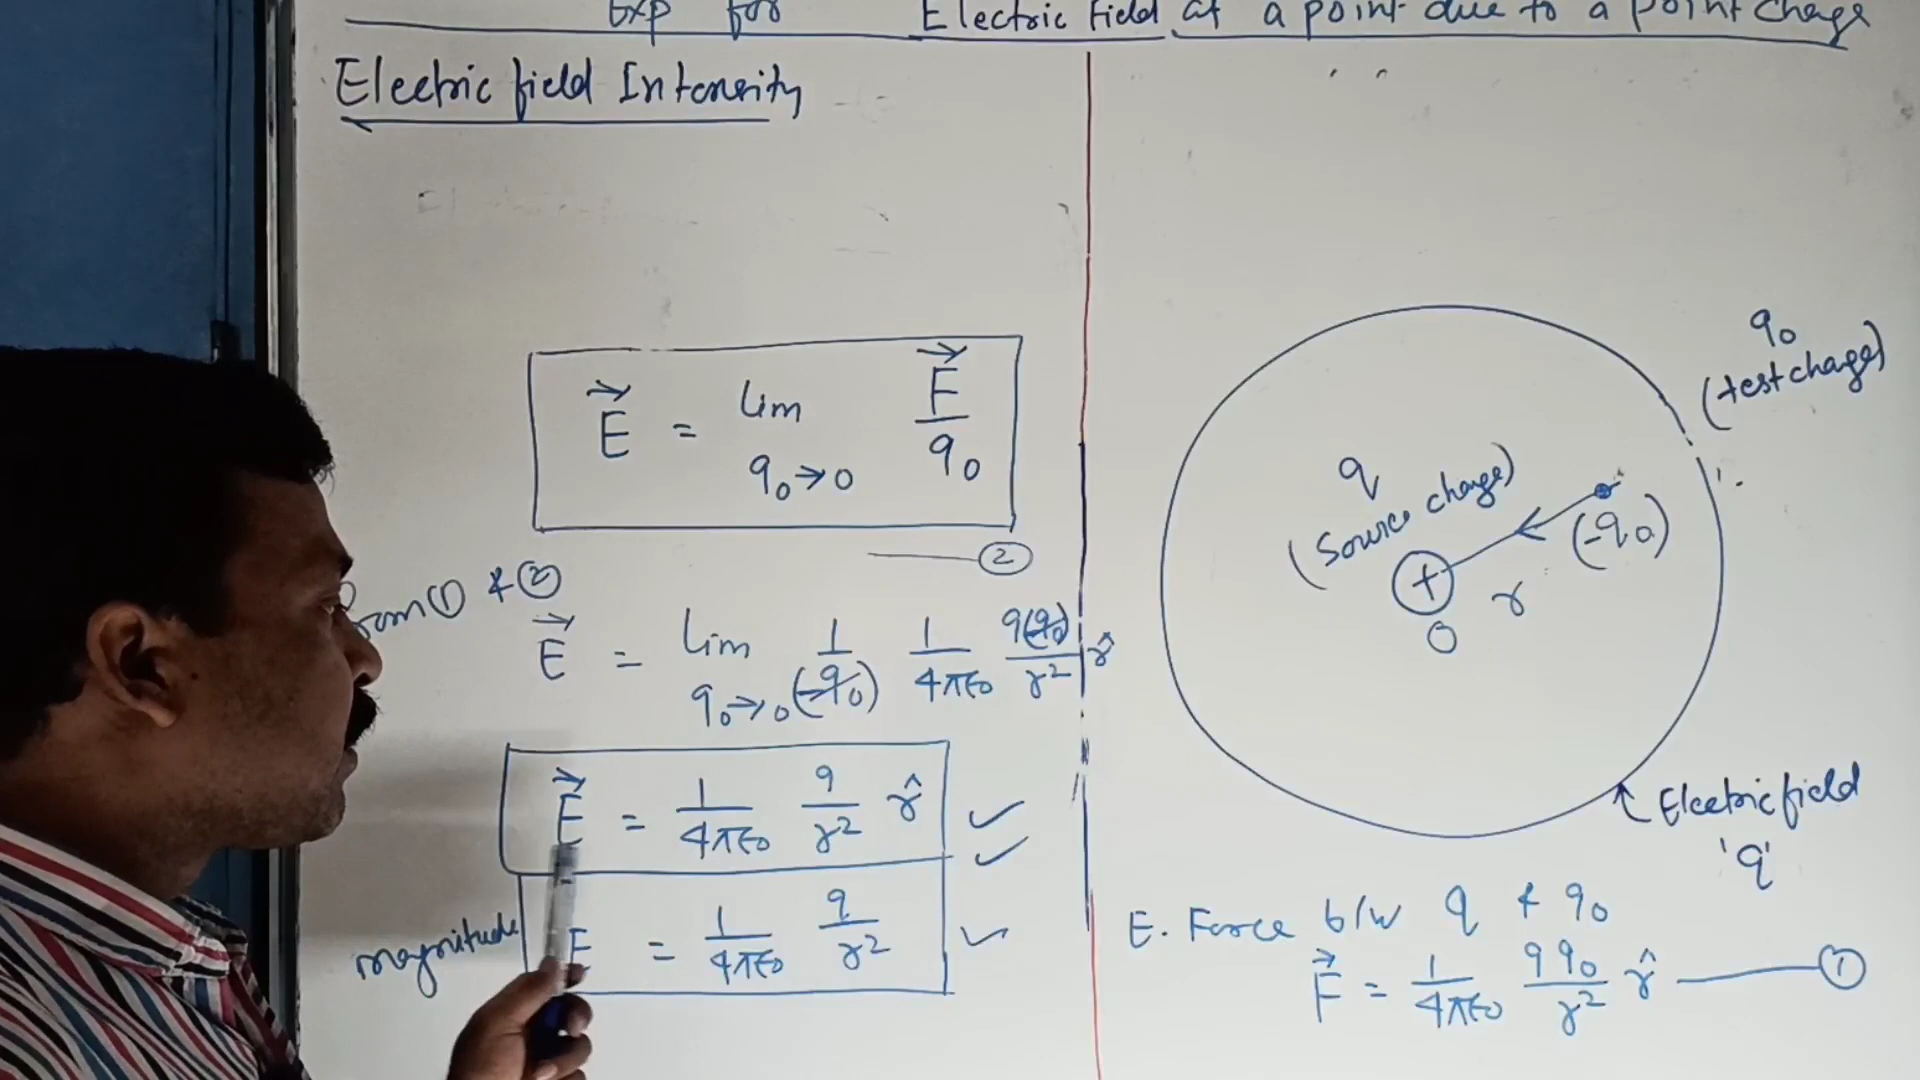 Exp for Electric Field at a point due to a point charge
Electric field Intensity
E⃗ = lim q₀→0 F⃗/q₀
②
From ① & ②
E⃗ = lim q₀→0 1/(-q₀) 1/4πε₀ q(q₀)/r² r̂
E⃗ = 1/4πε₀ q/r² r̂ ✓
✓
magnitude E = 1/4πε₀ q/r² ✓
q₀
(test charge)
q
(Source charge)
(-q₀)
+
r
O
Electric field
'q'
E. Force b/w q & q₀
F⃗ = 1/4πε₀ qq₀/r² r̂ — ①